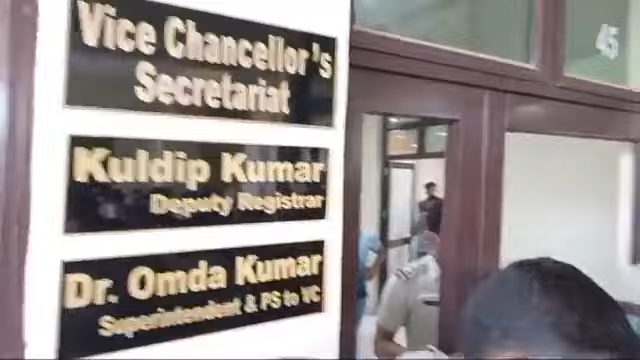 Vice Chancellor's
Secretariat
45
Kuldip Kumar
Deputy Registrar
Dr. Omda Kumar
Superintendent & PS to VC